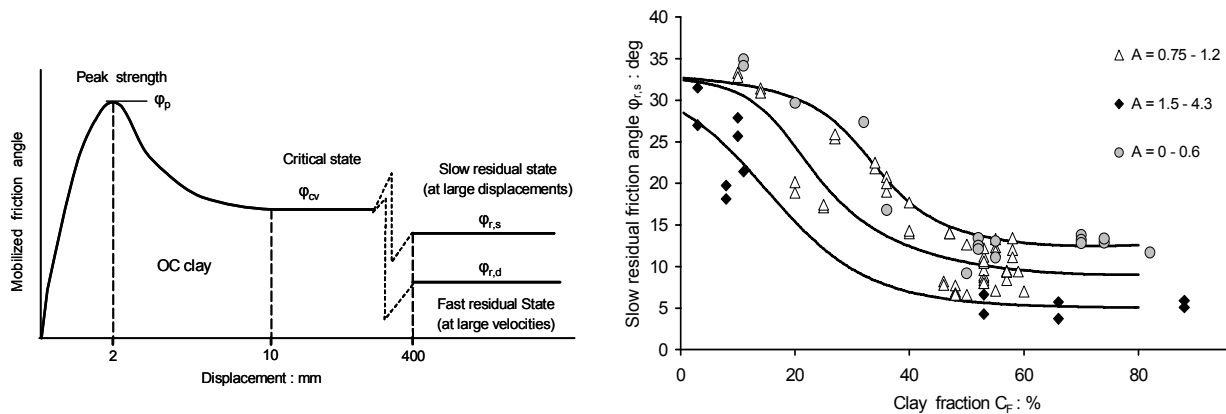 Peak strength
φp
Critical state
φcv
Slow residual state
(at large displacements)
φr,s
OC clay
φr,d
Fast residual State
(at large velocities)
2
10
400
Displacement : mm
Mobilized friction angle
40
35
30
25
20
15
10
5
0
0
20
40
60
80
Clay fraction CF : %
Slow residual friction angle φr,s : deg
A = 0.75 - 1.2
A = 1.5 - 4.3
A = 0 - 0.6